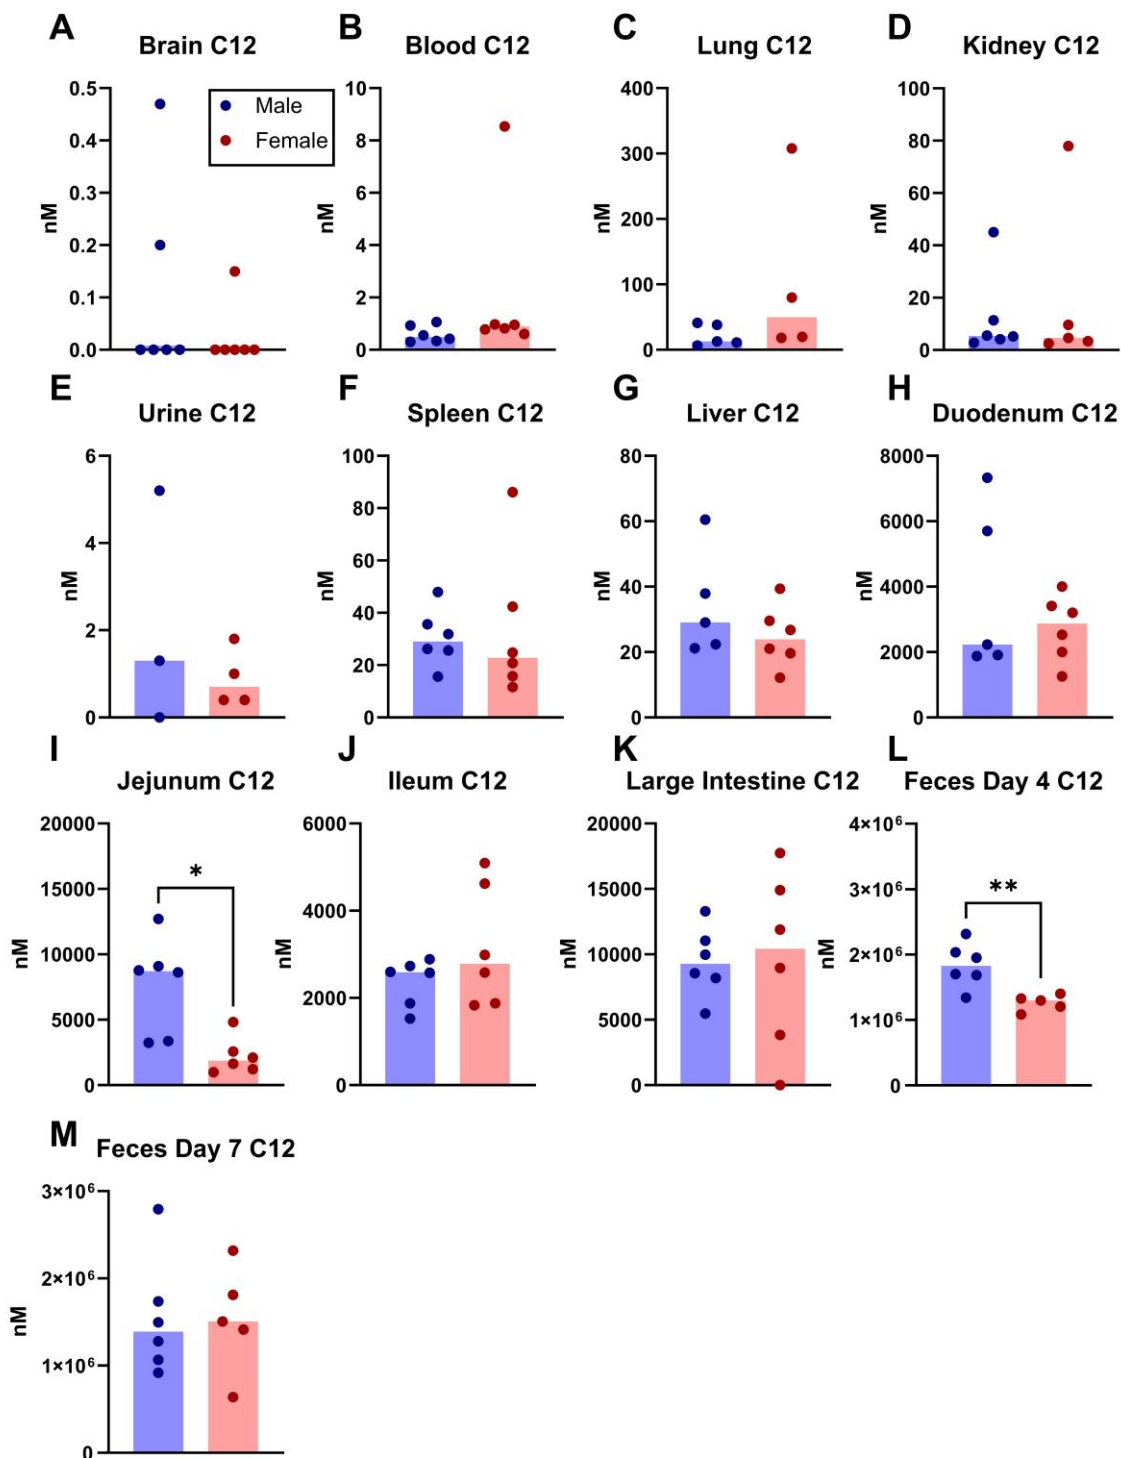 A
Brain C12
0.5
0.4
0.3
0.2
0.1
0.0
nM
Male
Female
B
Blood C12
10
8
6
4
2
0
nM
C
Lung C12
400
300
200
100
0
nM
D
Kidney C12
100
80
60
40
20
0
nM
E
Urine C12
6
4
2
0
nM
F
Spleen C12
100
80
60
40
20
0
nM
G
Liver C12
80
60
40
20
0
nM
H
Duodenum C12
8000
6000
4000
2000
0
nM
I
Jejunum C12
20000
15000
10000
5000
0
nM
*
J
Ileum C12
6000
4000
2000
0
nM
K
Large Intestine C12
20000
15000
10000
5000
0
nM
L
Feces Day 4 C12
4×10⁶
3×10⁶
2×10⁶
1×10⁶
0
nM
**
M
Feces Day 7 C12
3×10⁶
2×10⁶
1×10⁶
0
nM